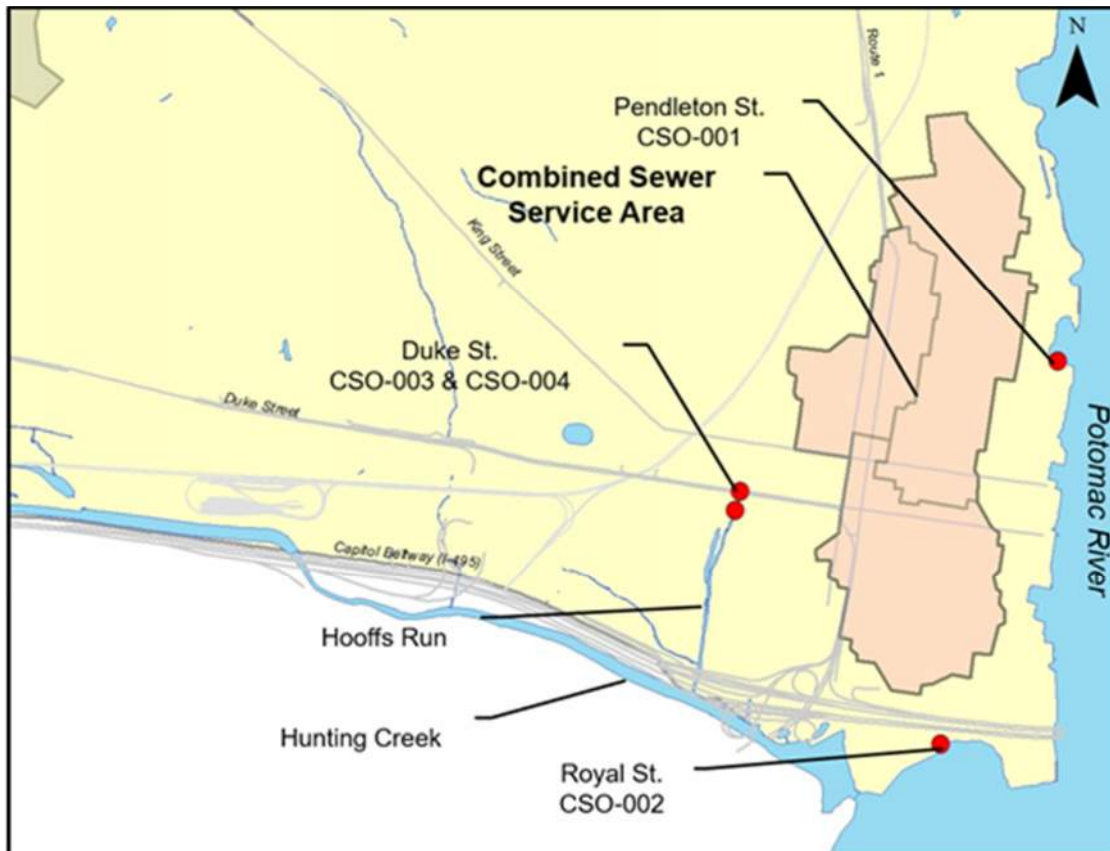 N
Route 1
Pendleton St.
CSO-001
Combined Sewer
Service Area
King Street
Duke St.
CSO-003 & CSO-004
Duke Street
Potomac River
Capitol Beltway (I-495)
Hooffs Run
Hunting Creek
Royal St.
CSO-002